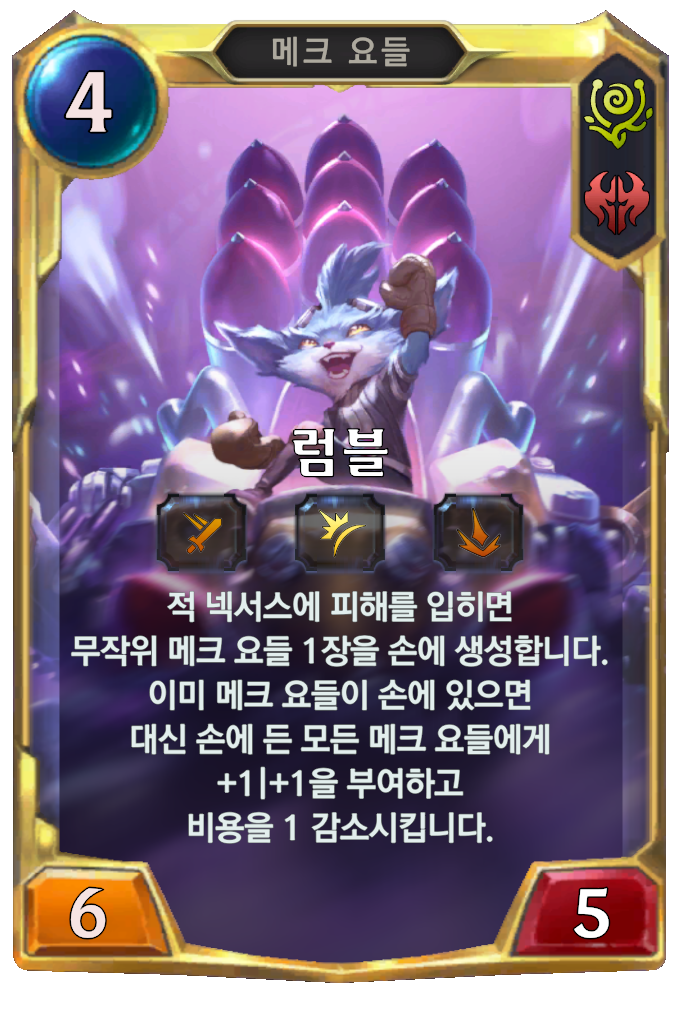 메크 요들
4
럼블
적 넥서스에 피해를 입히면
무작위 메크 요들 1장을 손에 생성합니다.
이미 메크 요들이 손에 있으면
대신 손에 든 모든 메크 요들에게
+1|+1을 부여하고
비용을 1 감소시킵니다.
6
5